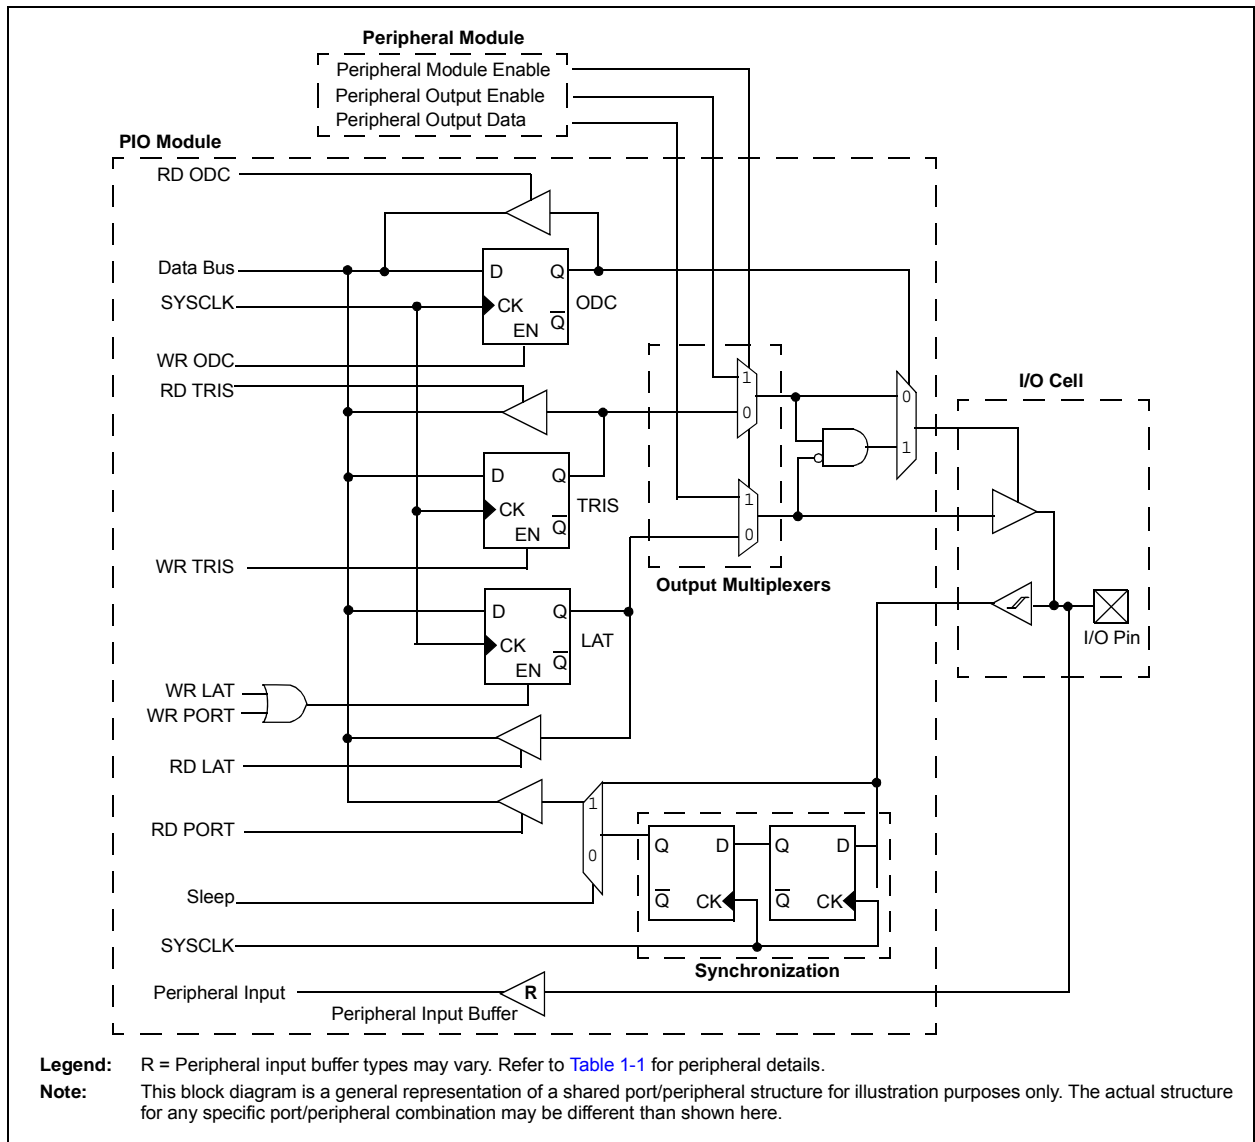 Peripheral Module
Peripheral Module Enable
Peripheral Output Enable
Peripheral Output Data
PIO Module
RD ODC
Data Bus
D Q
SYSCLK
CK
ODC
EN Q
WR ODC
RD TRIS
1
0
0
1
I/O Cell
D Q
CK
TRIS
EN Q
WR TRIS
1
0
Output Multiplexers
D Q
CK
LAT
EN Q
I/O Pin
WR LAT
WR PORT
RD LAT
RD PORT
1
0
Q D
Q CK
Q D
Q CK
Sleep
SYSCLK
Synchronization
Peripheral Input
R
Peripheral Input Buffer
Legend: R = Peripheral input buffer types may vary. Refer to Table 1-1 for peripheral details.
Note: This block diagram is a general representation of a shared port/peripheral structure for illustration purposes only. The actual structure
for any specific port/peripheral combination may be different than shown here.